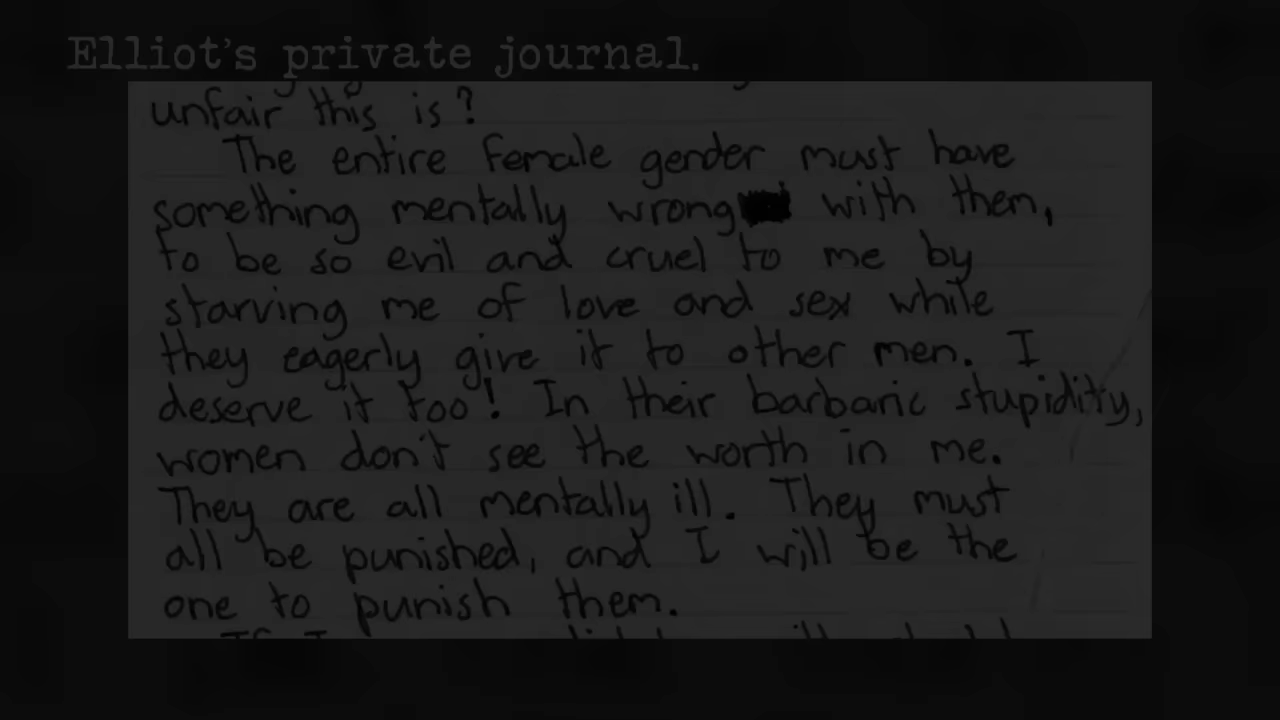 Elliot's private journal.
unfair this is?
The entire female gender must have
something mentally wrong with them,
to be so evil and cruel to me by
starving me of love and sex while
they eagerly give it to other men. I
deserve it too! In their barbaric stupidity,
women don't see the worth in me.
They are all mentally ill. They must
all be punished, and I will be the
one to punish them.